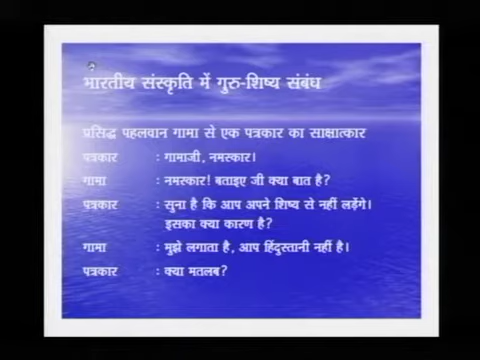 भारतीय संस्कृति में गुरु-शिष्य संबंध
प्रसिद्ध पहलवान गामा से एक पत्रकार का साक्षात्कार
पत्रकार : गामाजी, नमस्कार।
गामा : नमस्कार! बताइए जी क्या बात है?
पत्रकार : सुना है कि आप अपने शिष्य से नहीं लड़ेंगे।
इसका क्या कारण है?
गामा : मुझे लगाता है, आप हिंदुस्तानी नहीं है।
पत्रकार : क्या मतलब?